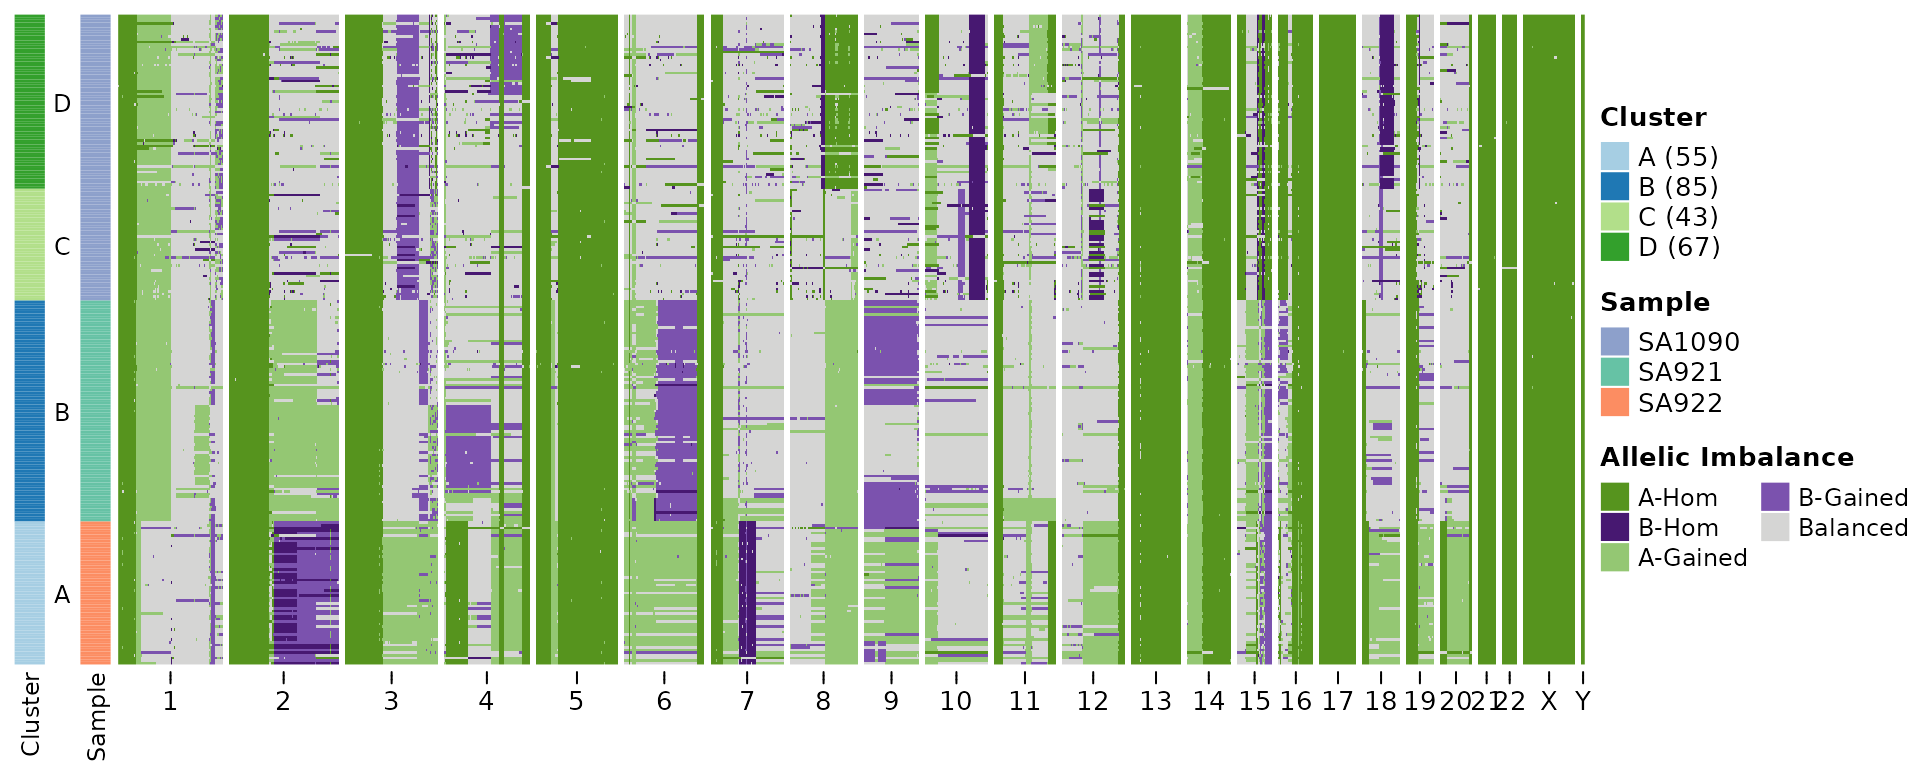 D
C
B
A
Cluster
Sample
1 2 3 4 5 6 7 8 9 10 11 12 13 14 15 16 17 18 19 20 21 22 X Y
Cluster
A (55)
B (85)
C (43)
D (67)
Sample
SA1090
SA921
SA922
Allelic Imbalance
A-Hom B-Gained
B-Hom Balanced
A-Gained